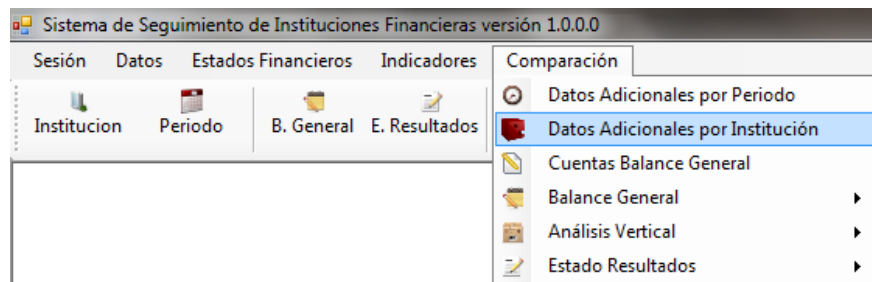 Sistema de Seguimiento de Instituciones Financieras versión 1.0.0.0
Sesión Datos Estados Financieros Indicadores Comparación
Institucion Periodo B. General E. Resultados
Datos Adicionales por Periodo
Datos Adicionales por Institución
Cuentas Balance General
Balance General
Análisis Vertical
Estado Resultados